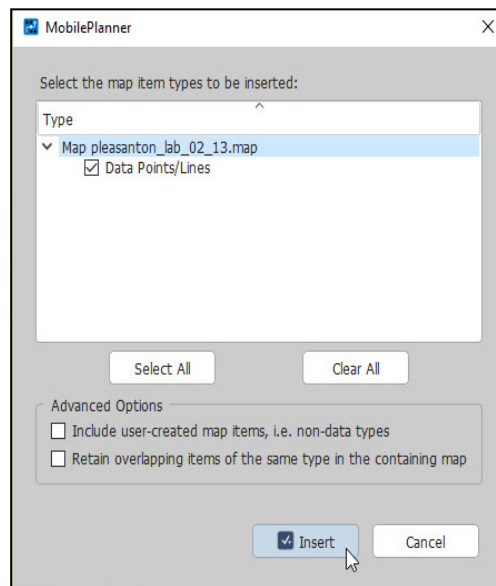 MobilePlanner
Select the map item types to be inserted:
Type
Map pleasanton_lab_02_13.map
Data Points/Lines
Select All
Clear All
Advanced Options
Include user-created map items, i.e. non-data types
Retain overlapping items of the same type in the containing map
Insert
Cancel